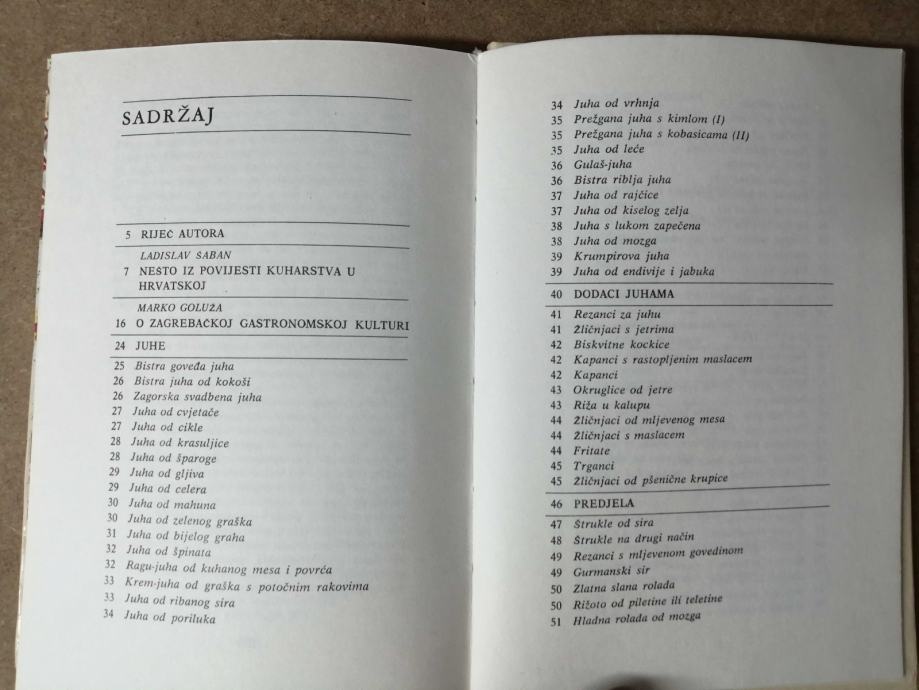 SADRŽAJ
5 RIJEČ AUTORA
LADISLAV ŠABAN
7 NEŠTO IZ POVIJESTI KUHARSTVA U
HRVATSKOJ
MARKO GOLUŽA
16 O ZAGREBAČKOJ GASTRONOMSKOJ KULTURI
24 JUHE
25 Bistra goveđa juha
26 Bistra juha od kokoši
26 Zagorska svadbena juha
27 Juha od cvjetače
27 Juha od cikle
28 Juha od krasuljice
28 Juha od šparoge
29 Juha od gljiva
29 Juha od celera
30 Juha od mahuna
30 Juha od zelenog graška
31 Juha od bijelog graha
32 Juha od špinata
32 Ragu-juha od kuhanog mesa i povrća
33 Krem-juha od graška s potočnim rakovima
33 Juha od ribanog sira
34 Juha od poriluka
34 Juha od vrhnja
35 Prežgana juha s kimlom (I)
35 Prežgana juha s kobasicama (II)
35 Juha od leće
36 Gulaš-juha
36 Bistra riblja juha
37 Juha od rajčice
37 Juha od kiselog zelja
38 Juha s lukom zapečena
38 Juha od mozga
39 Krumpirova juha
39 Juha od endivije i jabuka
40 DODACI JUHAMA
41 Rezanci za juhu
41 Žličnjaci s jetrima
42 Biskvitne kockice
42 Kapanci s rastopljenim maslacem
42 Kapanci
43 Okruglice od jetre
43 Riža u kalupu
44 Žličnjaci od mljevenog mesa
44 Žličnjaci s maslacem
44 Fritate
45 Trganci
45 Žličnjaci od pšenične krupice
46 PREDJELA
47 Štrukle od sira
48 Štrukle na drugi način
49 Rezanci s mljevenom govedinom
49 Gurmanski sir
50 Zlatna slana rolada
50 Rižoto od piletine ili teletine
51 Hladna rolada od mozga